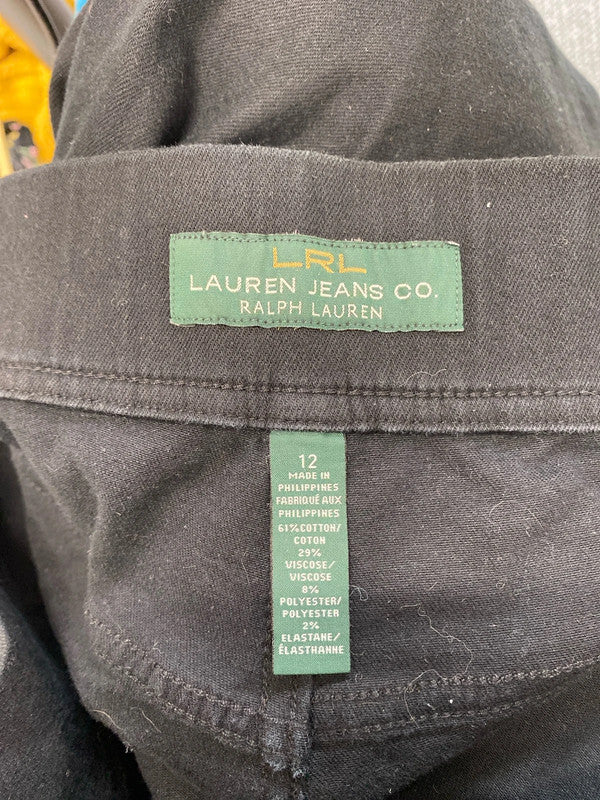 LRL
LAUREN JEANS CO.
RALPH LAUREN
12
MADE IN
PHILIPPINES
FABRIQUÉ AUX
PHILIPPINES
61% COTTON/
COTON
29%
VISCOSE/
VISCOSE
8%
POLYESTER/
POLYESTER
2%
ELASTANE/
ÉLASTHANNE